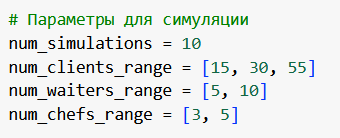 # Параметры для симуляции
num_simulations = 10
num_clients_range = [15, 30, 55]
num_waiters_range = [5, 10]
num_chefs_range = [3, 5]